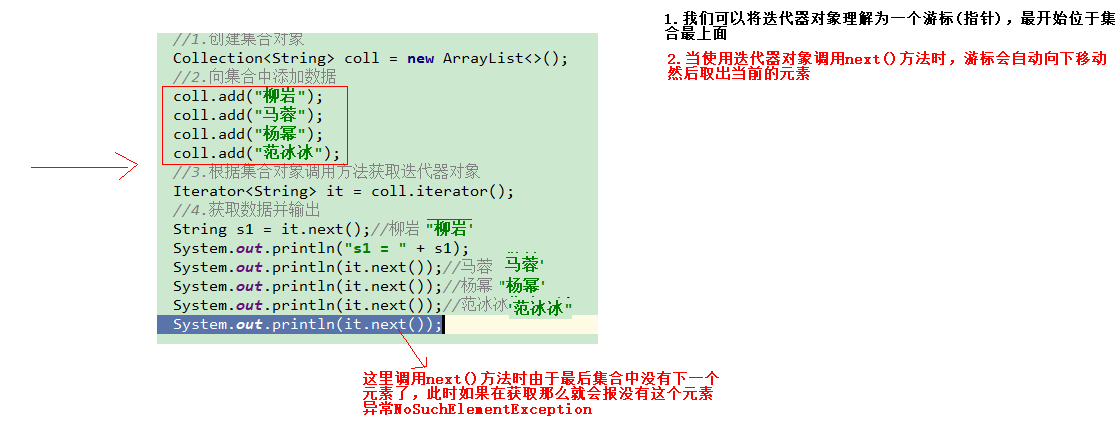 1.我们可以将迭代器对象理解为一个游标(指针)，最开始位于集
合最上面
2.当使用迭代器对象调用next()方法时，游标会自动向下移动
然后取出当前的元素
//1.创建集合对象
Collection<String> coll = new ArrayList<>();
//2.向集合中添加数据
coll.add("柳岩");
coll.add("马蓉");
coll.add("杨幂");
coll.add("范冰冰");
//3.根据集合对象调用方法获取迭代器对象
Iterator<String> it = coll.iterator();
//4.获取数据并输出
String s1 = it.next();//柳岩 "柳岩'
System.out.println("s1 = " + s1);
System.out.println(it.next());//马蓉 马蓉'
System.out.println(it.next());//杨幂 "杨幂'
System.out.println(it.next());//范冰冰 "范冰冰"
System.out.println(it.next());
这里调用next()方法时由于最后集合中没有下一个
元素了，此时如果在获取那么就会报没有这个元素
异常NoSuchElementException